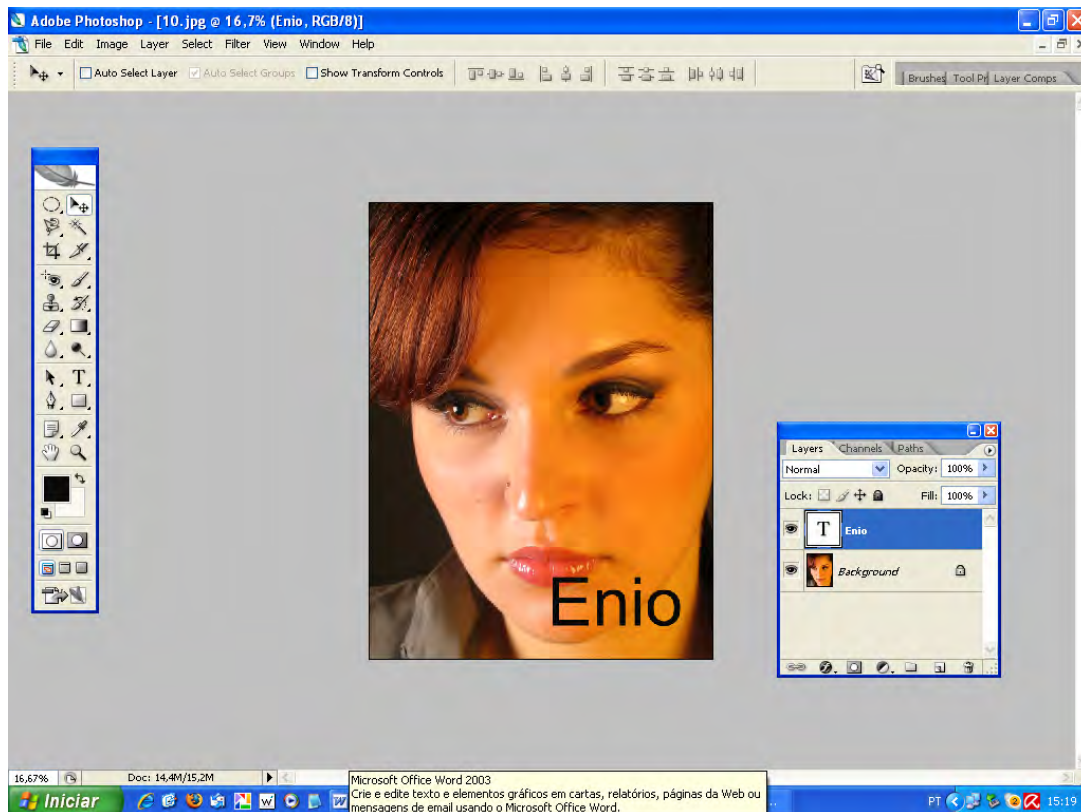 Adobe Photoshop - [10.jpg @ 16,7% (Enio, RGB/8)]
File Edit Image Layer Select Filter View Window Help
Auto Select Layer Auto Select Groups Show Transform Controls
Brushes Tool Pr Layer Comps
T
Enio
Layers Channels Paths
Normal Opacity: 100%
Lock: Fill: 100%
T Enio
Background
16,67% Doc: 14,4M/15,2M
Microsoft Office Word 2003
Crie e edite texto e elementos gráficos em cartas, relatórios, páginas da Web ou
mensagens de email usando o Microsoft Office Word.
Iniciar
PT 15:19